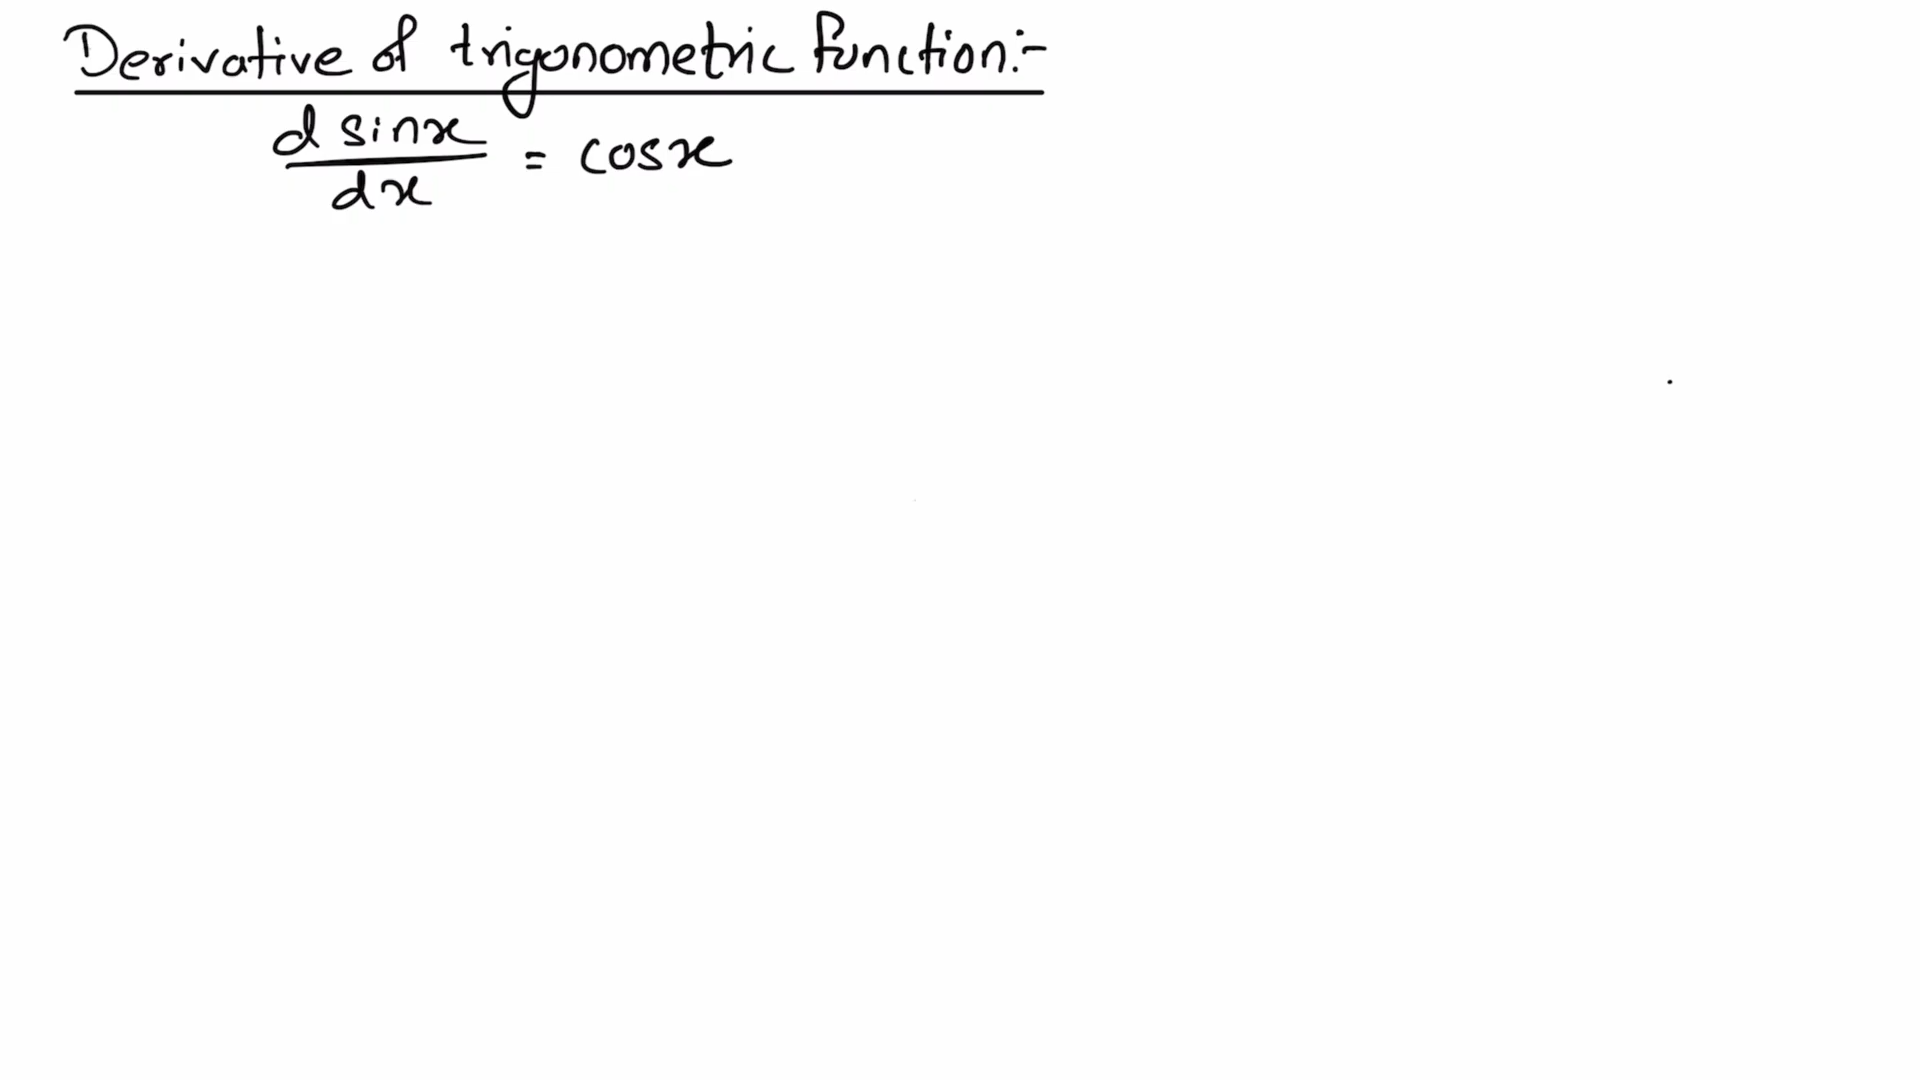 Derivative of trigonometric function:-
d sinx / dx = cosx